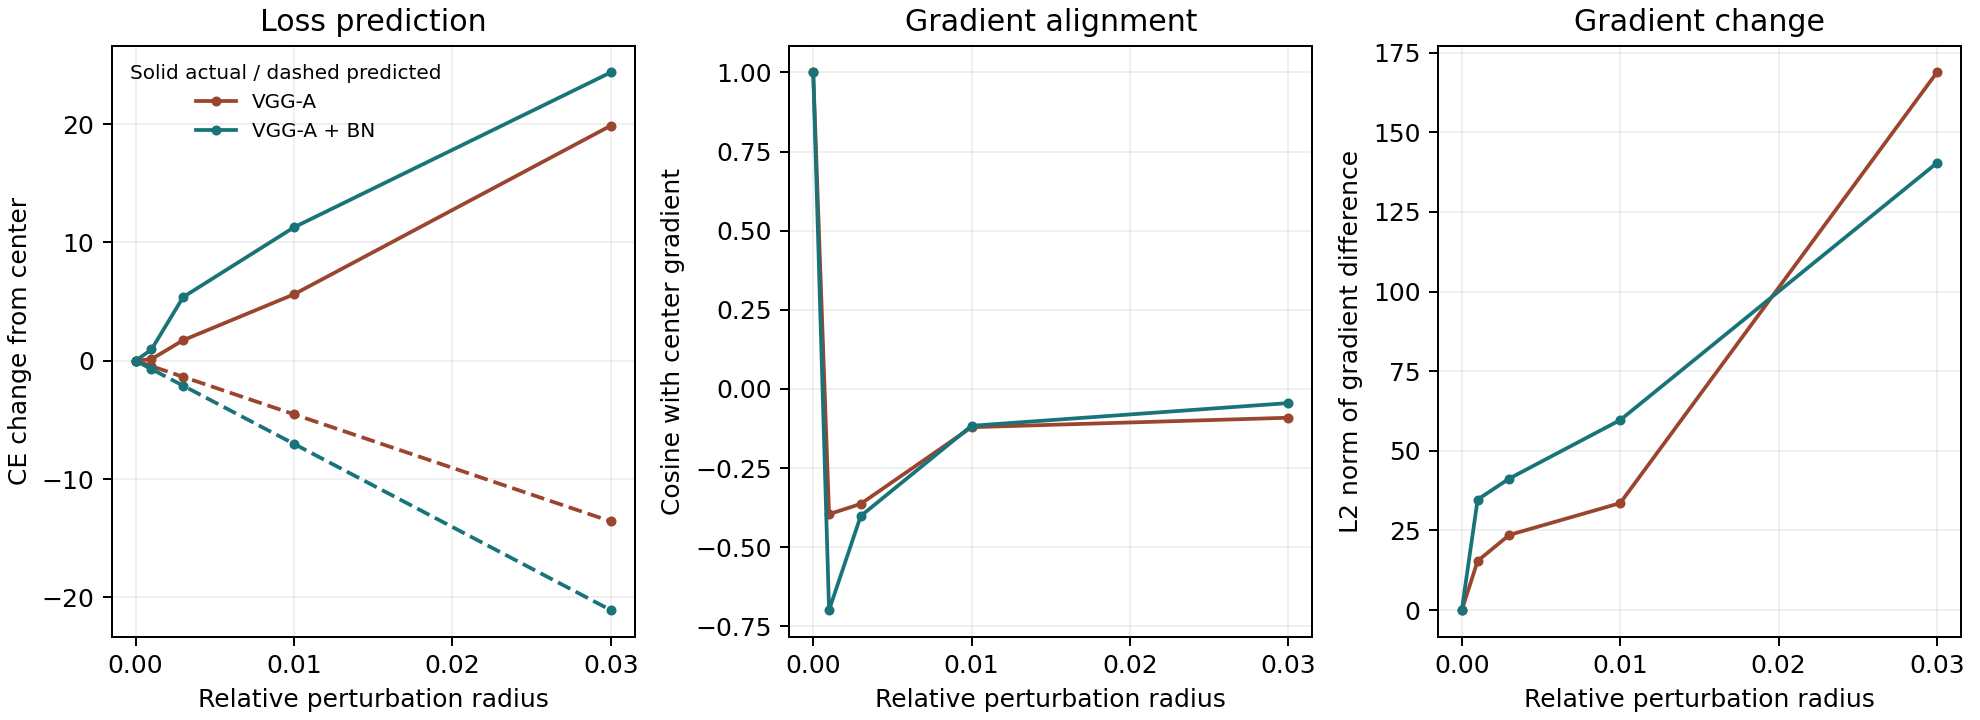 Loss prediction
Solid actual / dashed predicted
VGG-A
VGG-A + BN
CE change from center
20
10
0
−10
−20
0.00
0.01
0.02
0.03
Relative perturbation radius
Gradient alignment
Cosine with center gradient
1.00
0.75
0.50
0.25
0.00
−0.25
−0.50
−0.75
0.00
0.01
0.02
0.03
Relative perturbation radius
Gradient change
L2 norm of gradient difference
175
150
125
100
75
50
25
0
0.00
0.01
0.02
0.03
Relative perturbation radius